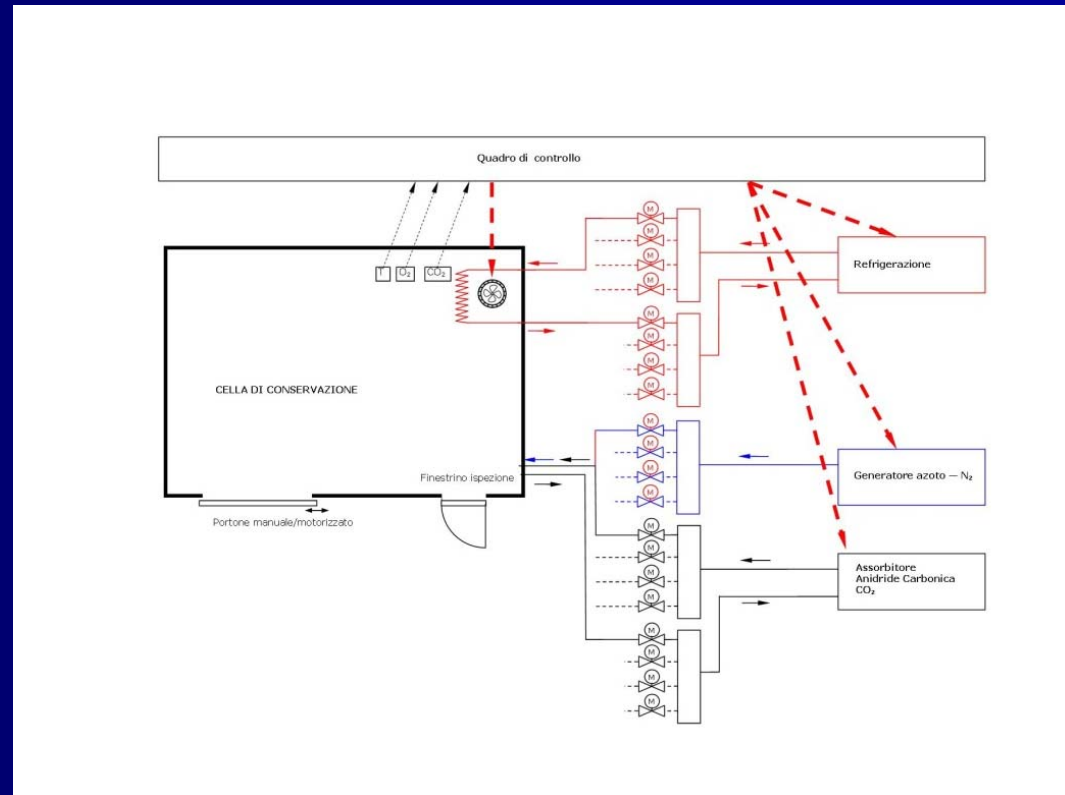 Quadro di controllo
T
O₂
CO₂
M
M
M
M
Refrigerazione
M
M
M
M
CELLA DI CONSERVAZIONE
M
M
M
M
Finestrino ispezione
Generatore azoto – N₂
Portone manuale/motorizzato
M
M
M
M
Assorbitore
Anidride Carbonica
CO₂
M
M
M
M